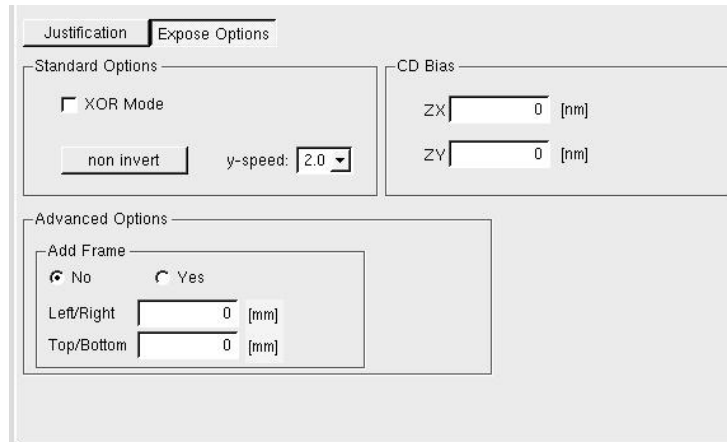 Justification Expose Options
Standard Options
XOR Mode
non invert y-speed: 2.0
CD Bias
ZX 0 [nm]
ZY 0 [nm]
Advanced Options
Add Frame
No Yes
Left/Right 0 [mm]
Top/Bottom 0 [mm]